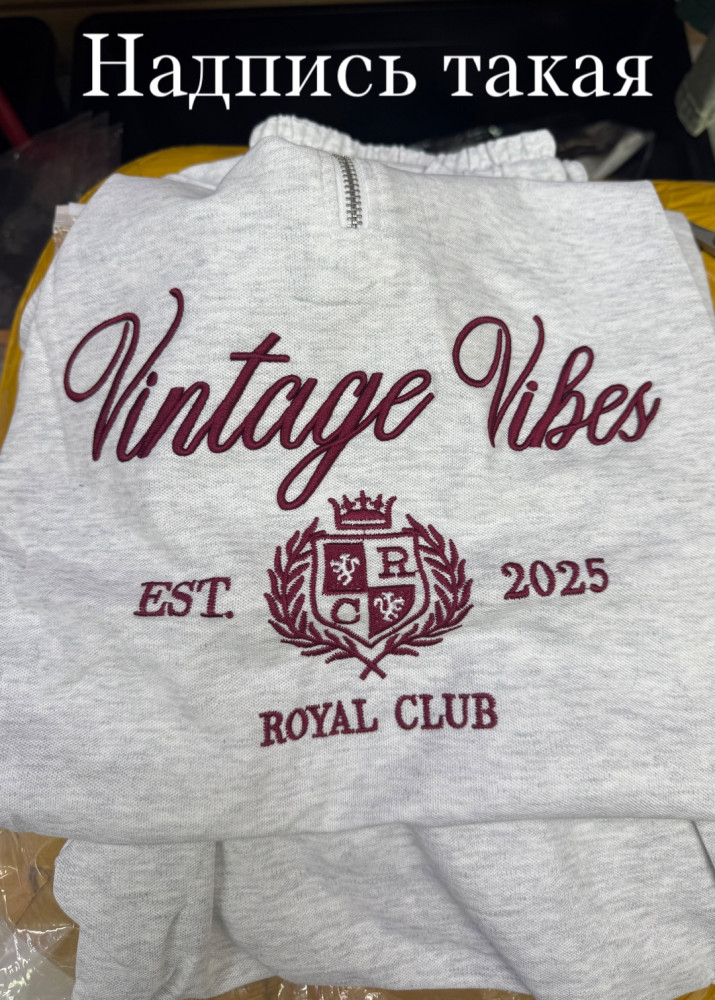 Надпись такая
Vintage Vibes
EST. 2025
R
C
ROYAL CLUB